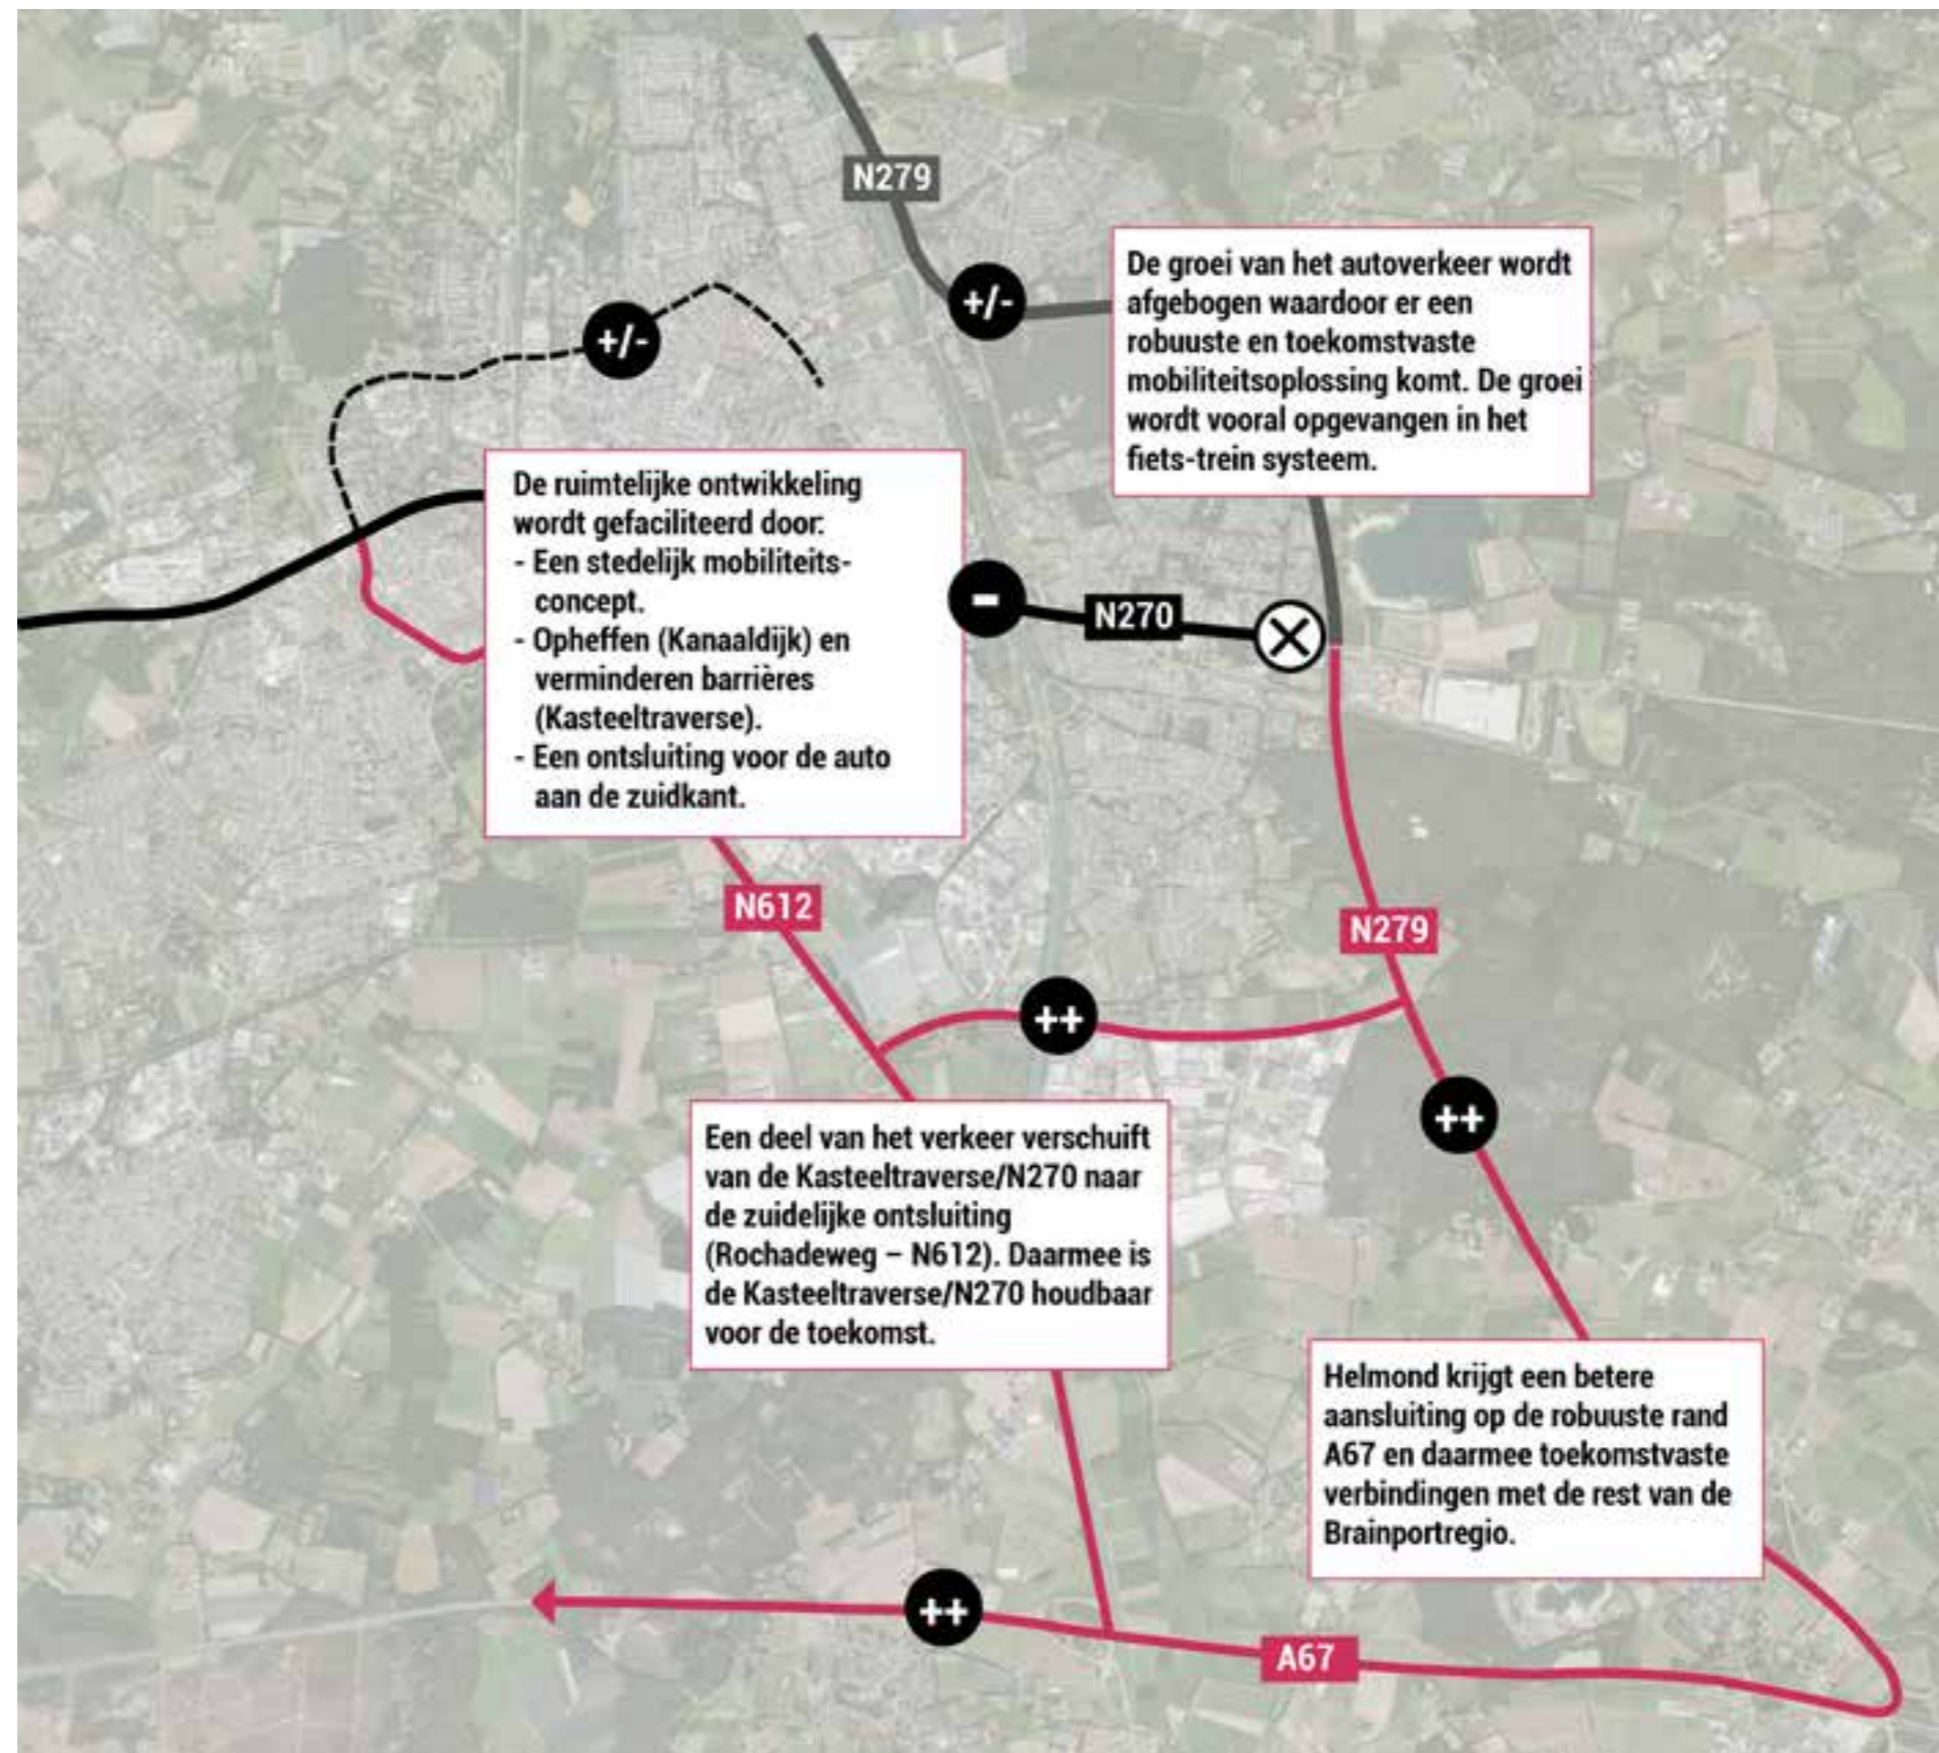 N279
+/-
De groei van het autoverkeer wordt
afgebogen waardoor er een
robuuste en toekomstvaste
mobiliteitsoplossing komt. De groei
wordt vooral opgevangen in het
fiets-trein systeem.
+/-
De ruimtelijke ontwikkeling
wordt gefaciliteerd door:
- Een stedelijk mobiliteits-
concept.
- Opheffen (Kanaaldijk) en
verminderen barrières
(Kasteeltraverse).
- Een ontsluiting voor de auto
aan de zuidkant.
-
N270
N612
N279
++
++
Een deel van het verkeer verschuift
van de Kasteeltraverse/N270 naar
de zuidelijke ontsluiting
(Rochadeweg – N612). Daarmee is
de Kasteeltraverse/N270 houdbaar
voor de toekomst.
Helmond krijgt een betere
aansluiting op de robuuste rand
A67 en daarmee toekomstvaste
verbindingen met de rest van de
Brainportregio.
++
A67